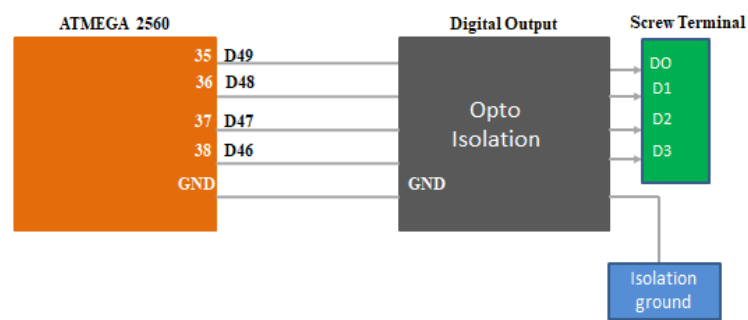 ATMEGA 2560
Digital Output
Screw Terminal
35 D49
36 D48
37 D47
38 D46
GND
Opto
Isolation
GND
DO
D1
D2
D3
Isolation
ground